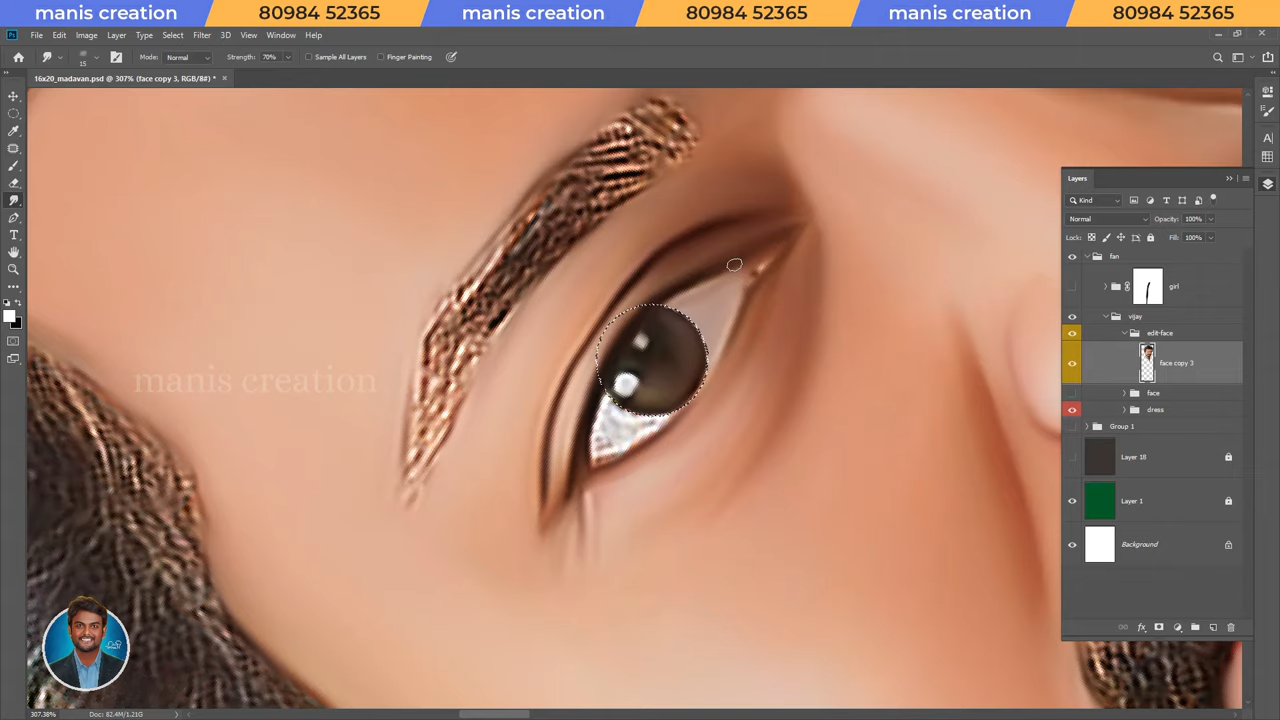 manis creation 80984 52365 manis creation 80984 52365 manis creation 80984 52365
Ps File Edit Image Layer Type Select Filter 3D View Window Help
15 Mode: Normal Strength: 70% Sample All Layers Finger Painting
16x20_madavan.psd @ 307% (face copy 3, RGB/8#) * ×
Layers
Kind
Normal Opacity: 100%
Lock: Fill: 100%
fan
girl
vijay
edit-face
face copy 3
face
dress
Group 1
Layer 18
Layer 1
Background
manis creation
fx
307.38% Doc: 82.4M/1.21G